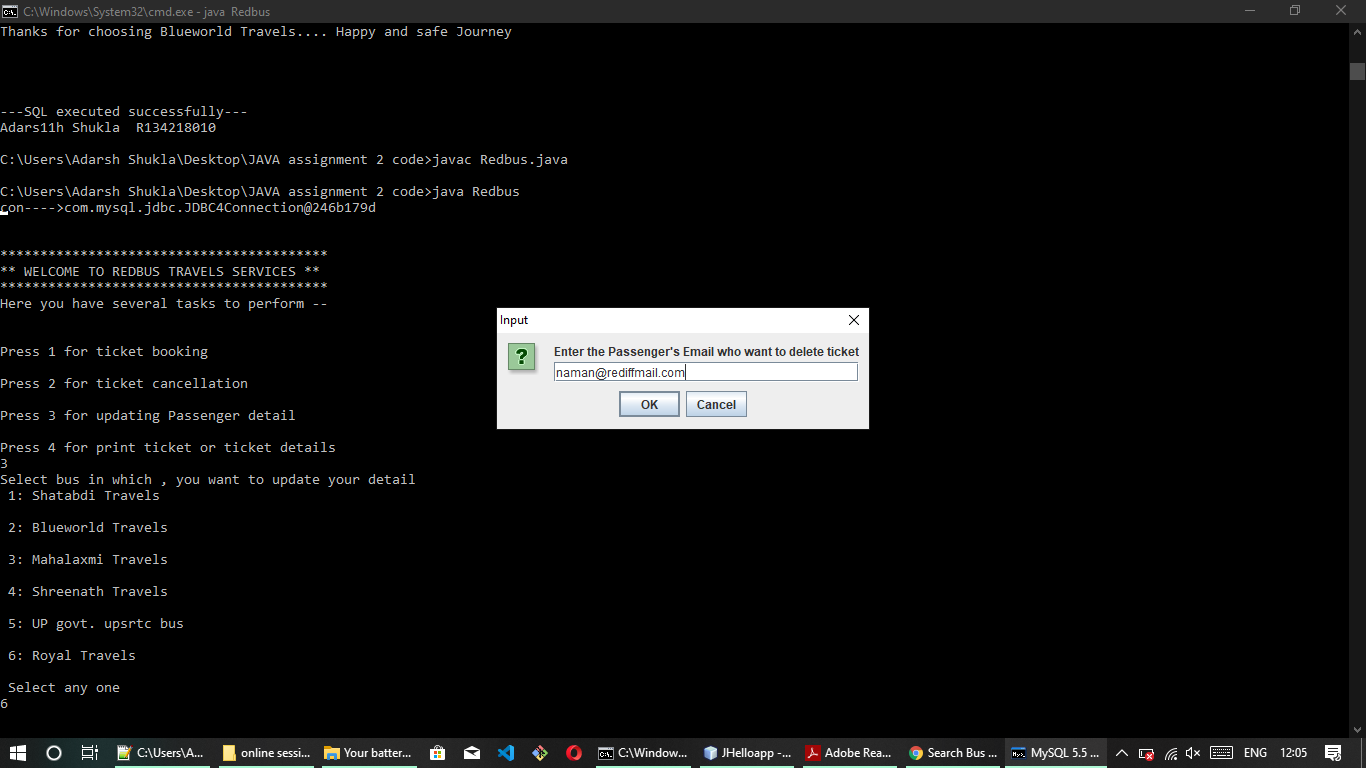 C:\Windows\System32\cmd.exe - java  Redbus
Thanks for choosing Blueworld Travels.... Happy and safe Journey
---SQL executed successfully---
Adars11h Shukla  R134218010
C:\Users\Adarsh Shukla\Desktop\JAVA assignment 2 code>javac Redbus.java
C:\Users\Adarsh Shukla\Desktop\JAVA assignment 2 code>java Redbus
con---->com.mysql.jdbc.JDBC4Connection@246b179d
*****************************************
** WELCOME TO REDBUS TRAVELS SERVICES **
*****************************************
Here you have several tasks to perform --
Press 1 for ticket booking
Press 2 for ticket cancellation
Press 3 for updating Passenger detail
Press 4 for print ticket or ticket details
3
Select bus in which , you want to update your detail
1: Shatabdi Travels
2: Blueworld Travels
3: Mahalaxmi Travels
4: Shreenath Travels
5: UP govt. upsrtc bus
6: Royal Travels
Select any one
6
Input
Enter the Passenger's Email who want to delete ticket
naman@rediffmail.com
OK Cancel
C:\Users\A... online sessi... Your batter... C:\Window... JHelloapp -... Adobe Rea... Search Bus ... MySQL 5.5 ... ENG 12:05